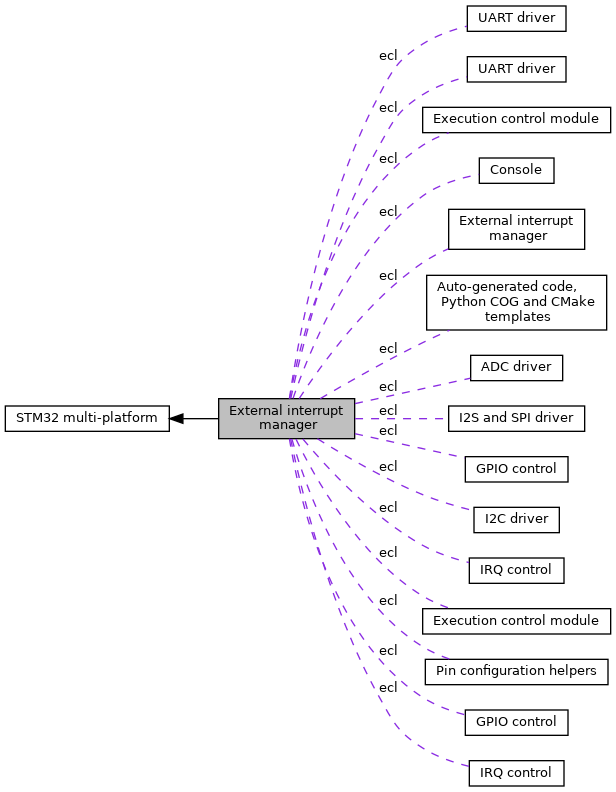 UART driver
ecl
UART driver
ecl
Execution control module
ecl
Console
ecl
External interrupt
manager
ecl
Auto-generated code,
Python COG and CMake
templates
ecl
ADC driver
ecl
STM32 multi-platform
External interrupt
manager
ecl
I2S and SPI driver
ecl
GPIO control
ecl
I2C driver
ecl
IRQ control
ecl
Execution control module
ecl
Pin configuration helpers
ecl
GPIO control
ecl
IRQ control